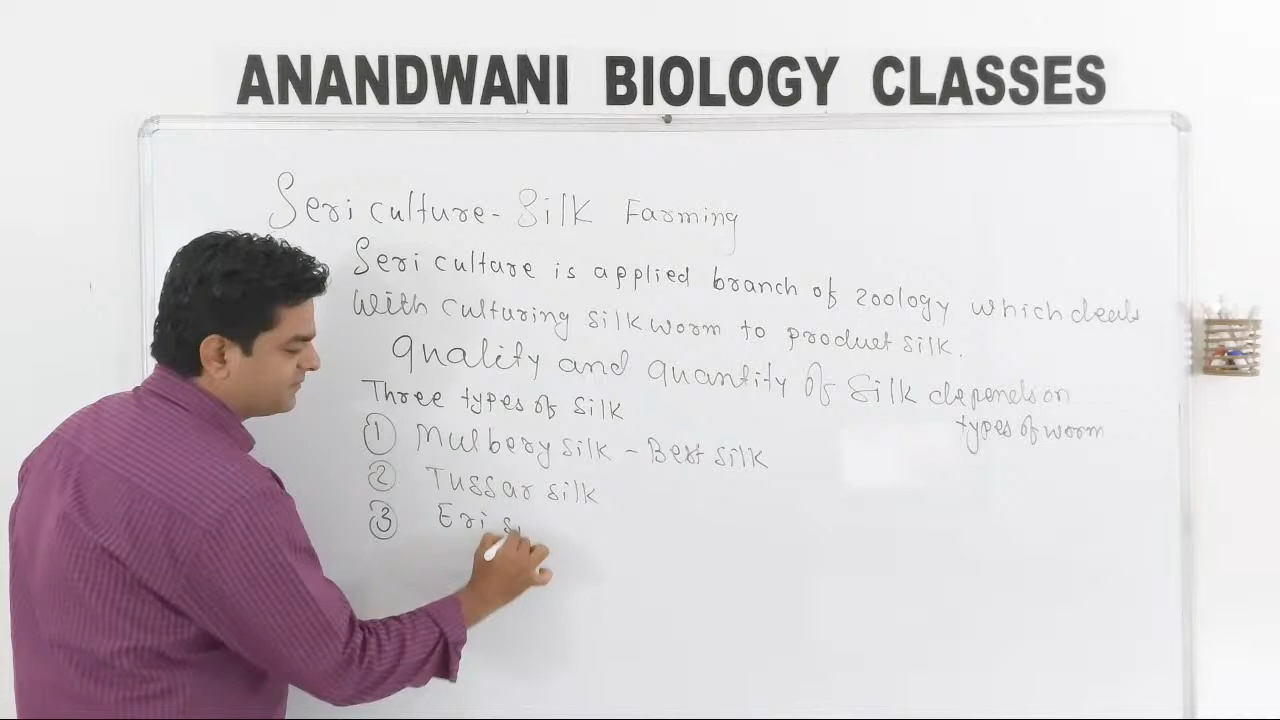 ANANDWANI BIOLOGY CLASSES
Sericulture - Silk Farming
Sericulture is applied branch of zoology which deals
with culturing silkworm to product silk.
Quality and quantity of silk depends on
types of worm
Three types of silk
① Mulbery silk - Best silk
② Tussar silk
③ Eri s